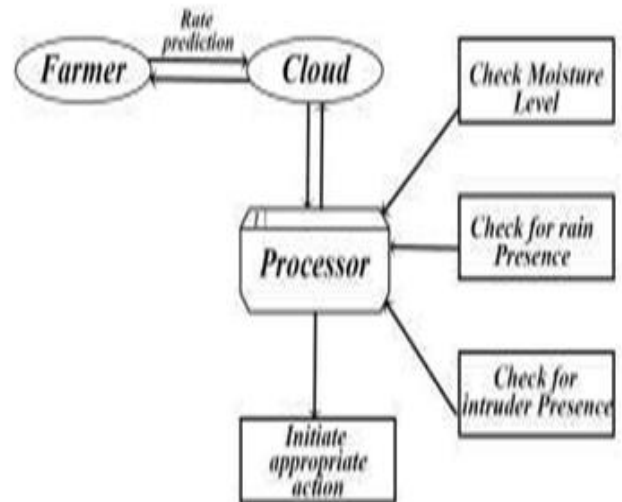 Rate
prediction
Farmer
Cloud
Check Moisture
Level
Check for rain
Presence
Processor
Check for
intruder Presence
Initiate
appropriate
action